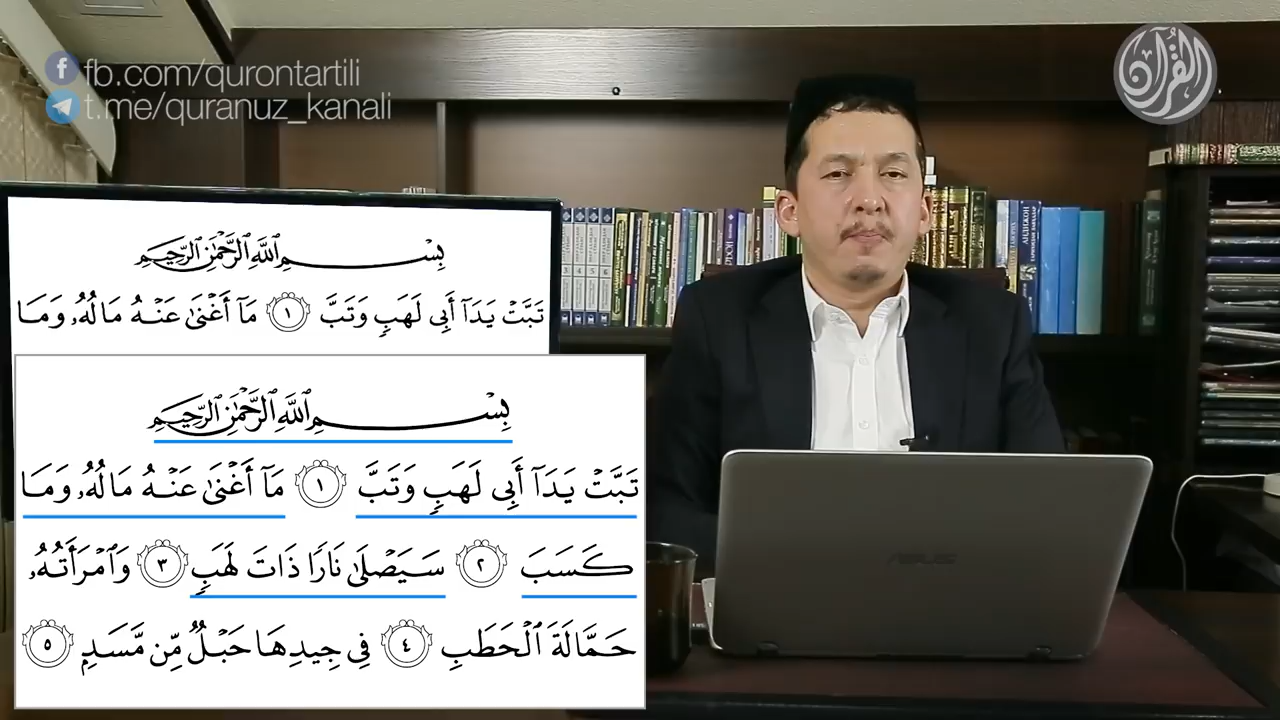 fb.com/qurontartili
t.me/quranuz_kanali
القرآن
بِسْمِ ٱللَّهِ ٱلرَّحْمَٰنِ ٱلرَّحِيمِ
تَبَّتْ يَدَآ أَبِى لَهَبٍ وَتَبَّ ١ مَآ أَغْنَىٰ عَنْهُ مَالُهُۥ وَمَا
بِسْمِ ٱللَّهِ ٱلرَّحْمَٰنِ ٱلرَّحِيمِ
تَبَّتْ يَدَآ أَبِى لَهَبٍ وَتَبَّ ١ مَآ أَغْنَىٰ عَنْهُ مَالُهُۥ وَمَا
كَسَبَ ٢ سَيَصْلَىٰ نَارًا ذَاتَ لَهَبٍ ٣ وَٱمْرَأَتُهُۥ
حَمَّالَةَ ٱلْحَطَبِ ٤ فِى جِيدِهَا حَبْلٌ مِّن مَّسَدٍۭ ٥
ASUS